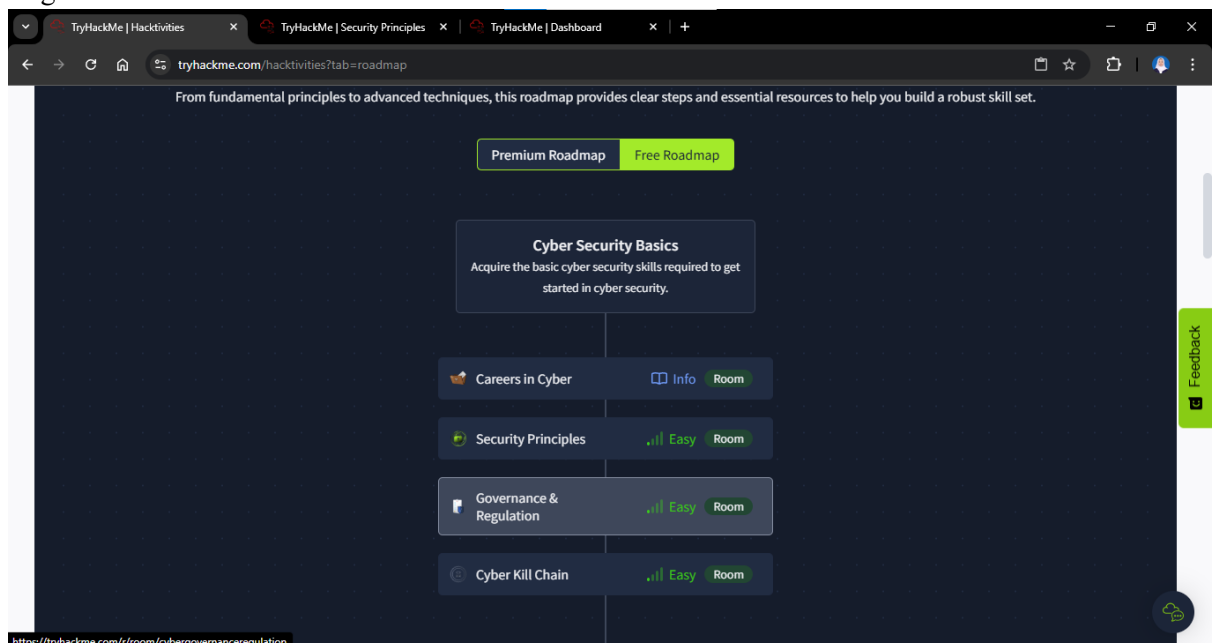 TryHackMe | Hacktivities
TryHackMe | Security Principles
TryHackMe | Dashboard
tryhackme.com/hacktivities?tab=roadmap
From fundamental principles to advanced techniques, this roadmap provides clear steps and essential resources to help you build a robust skill set.
Premium Roadmap Free Roadmap
Cyber Security Basics
Acquire the basic cyber security skills required to get
started in cyber security.
Careers in Cyber Info Room
Security Principles Easy Room
Governance &
Regulation Easy Room
Cyber Kill Chain Easy Room
Feedback
https://tryhackme.com/r/room/cybergovernanceregulation